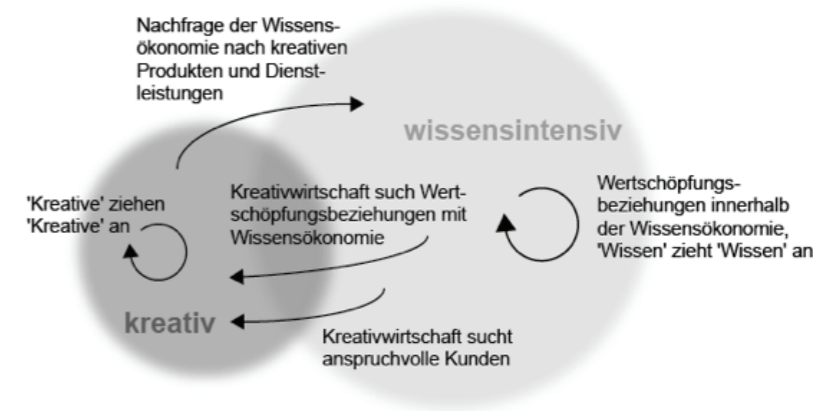 Nachfrage der Wissens-
ökonomie nach kreativen
Produkten und Dienst-
leistungen
wissensintensiv
'Kreative' ziehen
'Kreative' an
Kreativwirtschaft such Wert-
schöpfungsbeziehungen mit
Wissensökonomie
Wertschöpfungs-
beziehungen innerhalb
der Wissensökonomie,
'Wissen' zieht 'Wissen' an
kreativ
Kreativwirtschaft sucht
anspruchvolle Kunden